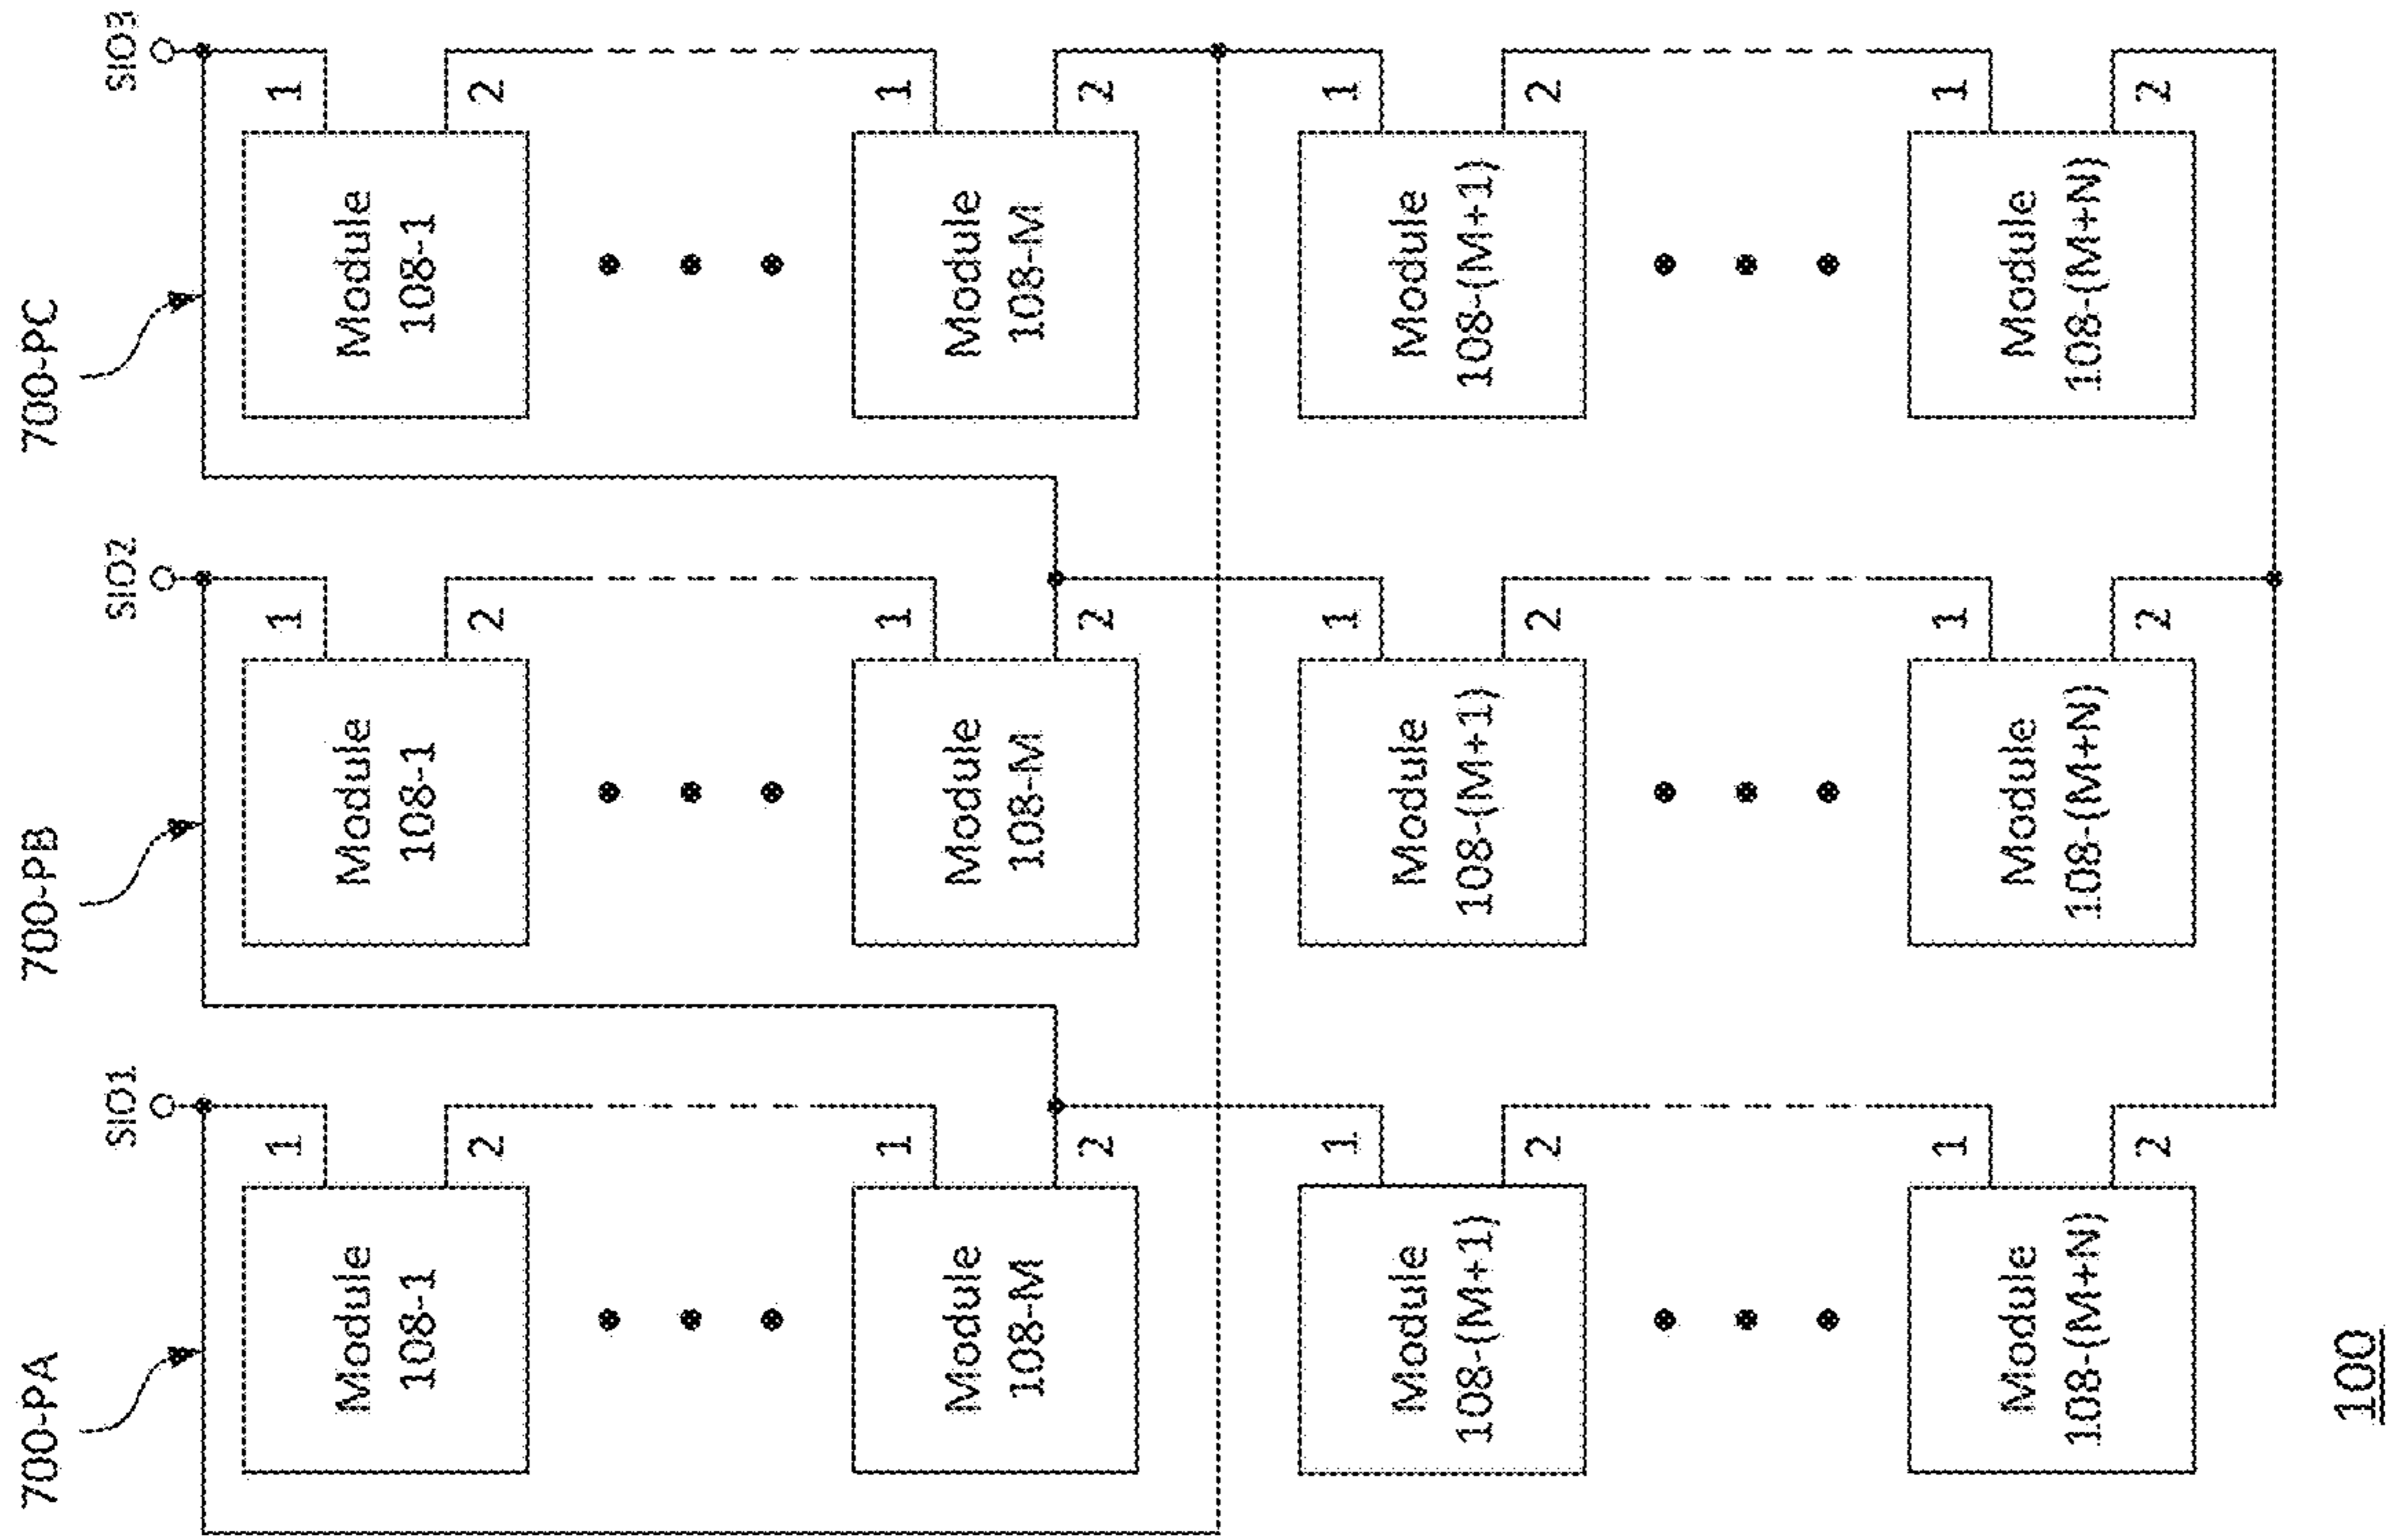 700-PA
700-PB
700-PC
SIO1
SIO2
SIO3
1
1
1
Module
108-1
Module
108-1
Module
108-1
2
2
2
1
1
1
Module
108-M
Module
108-M
Module
108-M
2
2
2
1
1
1
Module
108-(M+1)
Module
108-(M+1)
Module
108-(M+1)
2
2
2
1
1
1
Module
108-(M+N)
Module
108-(M+N)
Module
108-(M+N)
2
2
2
100